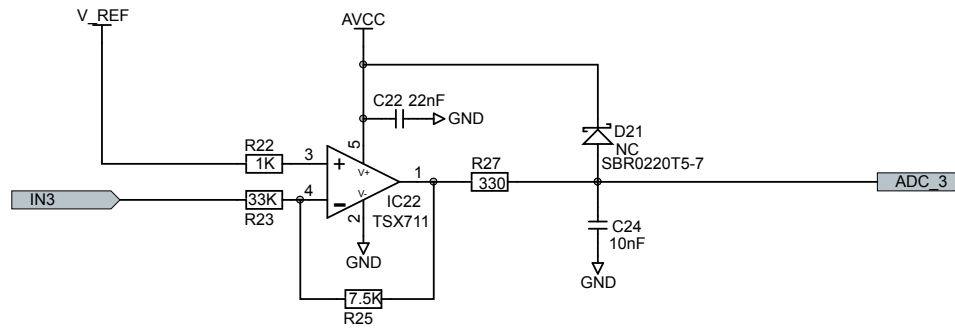 V_REF
AVCC
C22 22nF
GND
D21
NC
SBR0220T5-7
R22
1K
3
+
5
V+
1
R27
330
ADC_3
IN3
33K
R23
4
-
V-
2
IC22
TSX711
GND
C24
10nF
GND
7.5K
R25